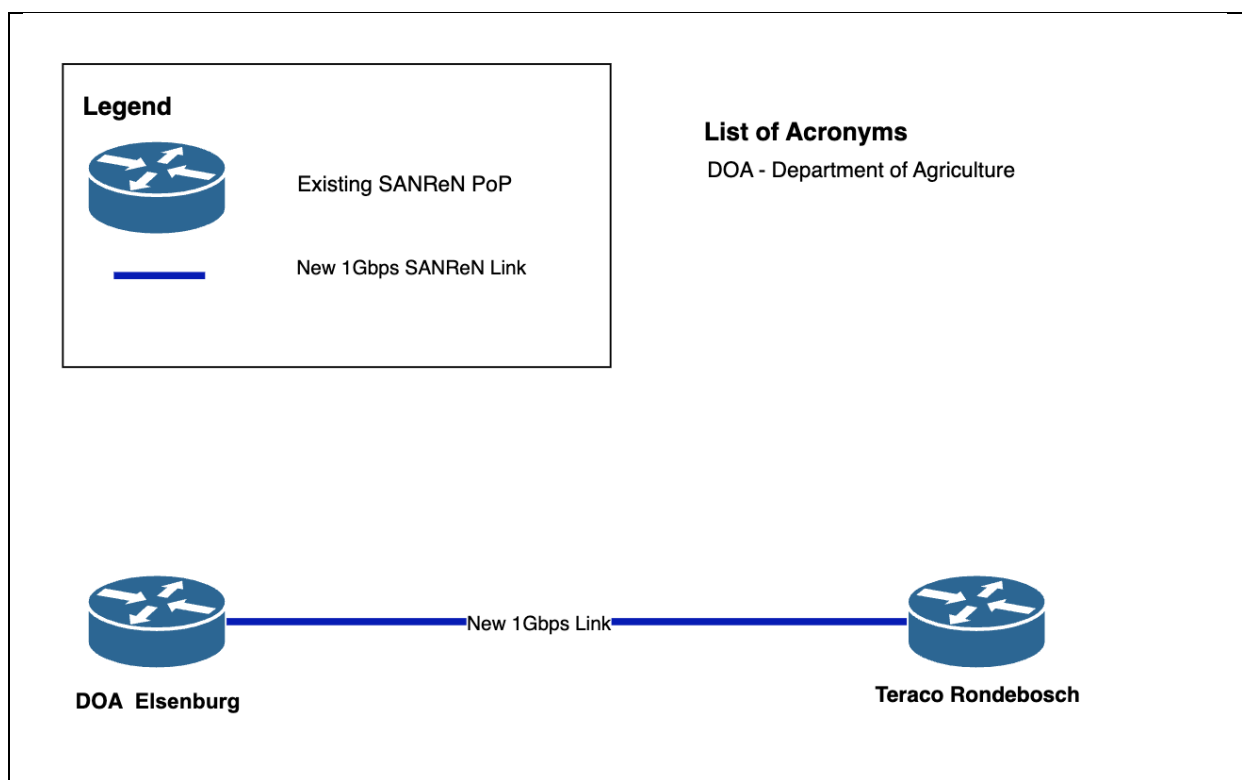 Legend
Existing SANReN PoP
New 1Gbps SANReN Link
List of Acronyms
DOA - Department of Agriculture
New 1Gbps Link
DOA Elsenburg
Teraco Rondebosch